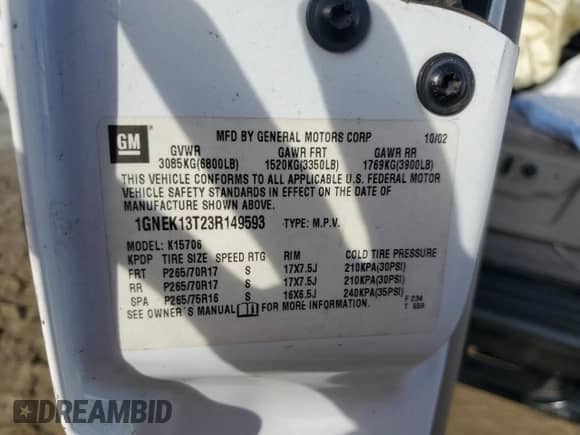 GM
MFD BY GENERAL MOTORS CORP 10/02
GVWR GAWR FRT GAWR RR
3085KG(6800LB) 1520KG(3350LB) 1769KG(3900LB)
THIS VEHICLE CONFORMS TO ALL APPLICABLE U.S. FEDERAL MOTOR
VEHICLE SAFETY STANDARDS IN EFFECT ON THE DATE OF
MANUFACTURE SHOWN ABOVE.
1GNEK13T23R149593 -TYPE: M.P.V.
MODEL: K15706
KPDP TIRE SIZE SPEED RTG RIM COLD TIRE PRESSURE
FRT P265/70R17 S 17X7.5J 210KPA(30PSI)
RR P265/70R17 S 17X7.5J 210KPA(30PSI)
SPA P265/75R16 S 16X6.5J 240KPA(35PSI)
SEE OWNER'S MANUAL FOR MORE INFORMATION.
F 034
DREAMBID